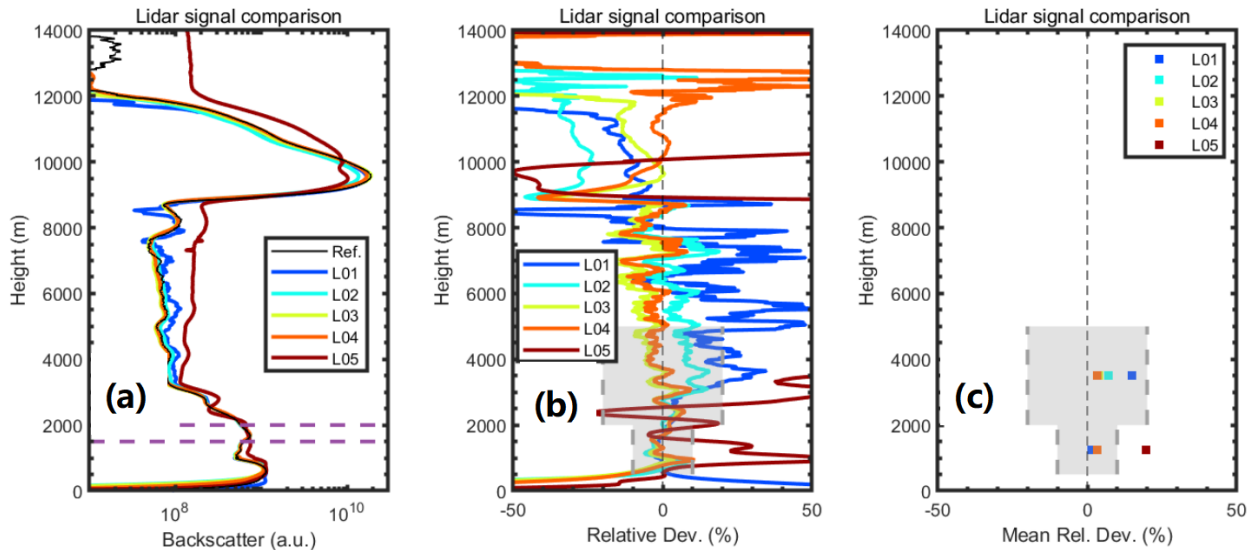 Lidar signal comparison
14000
12000
10000
8000
6000
4000
2000
0
Height (m)
10^8
10^10
Backscatter (a.u.)
Ref.
L01
L02
L03
L04
L05
(a)
Lidar signal comparison
14000
12000
10000
8000
6000
4000
2000
0
Height (m)
-50
0
50
Relative Dev. (%)
L01
L02
L03
L04
L05
(b)
Lidar signal comparison
14000
12000
10000
8000
6000
4000
2000
0
Height (m)
-50
0
50
Mean Rel. Dev. (%)
L01
L02
L03
L04
L05
(c)